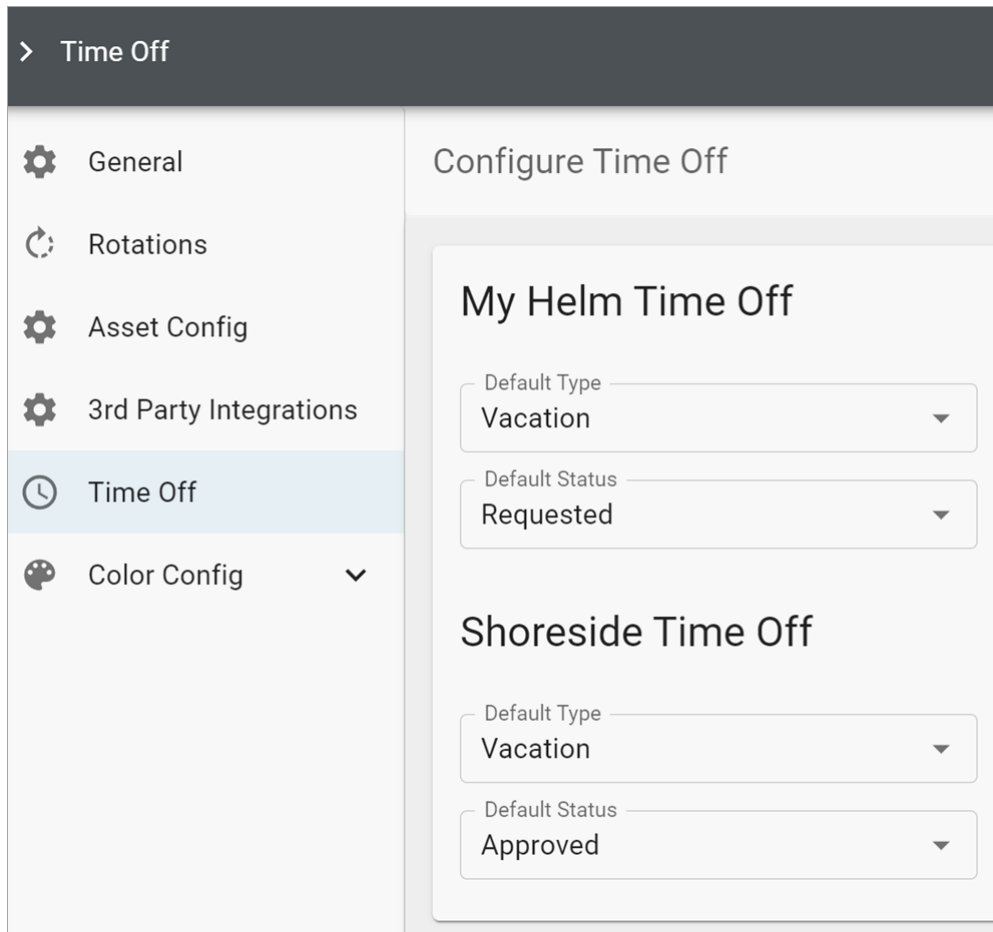 Time Off
General
Rotations
Asset Config
3rd Party Integrations
Time Off
Color Config
Configure Time Off
My Helm Time Off
Default Type
Vacation
Default Status
Requested
Shoreside Time Off
Default Type
Vacation
Default Status
Approved